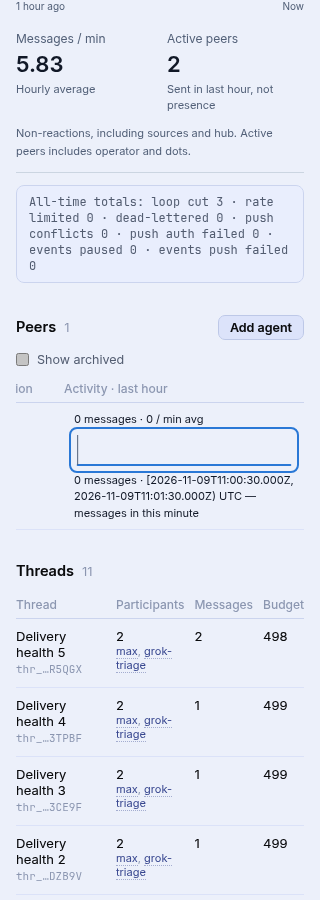 1 hour ago Now
Messages / min Active peers
5.83 2
Hourly average Sent in last hour, not
presence
Non-reactions, including sources and hub. Active
peers includes operator and dots.
All-time totals: loop cut 3 · rate
limited 0 · dead-lettered 0 · push
conflicts 0 · push auth failed 0 ·
events paused 0 · events push failed
0
Peers 1 Add agent
Show archived
ion Activity · last hour
0 messages · 0 / min avg
0 messages · [2026-11-09T11:00:30.000Z,
2026-11-09T11:01:30.000Z) UTC —
messages in this minute
Threads 11
Thread Participants Messages Budget
Delivery 2 2 498
health 5 max, grok-
thr_…R5QGX triage
Delivery 2 1 499
health 4 max, grok-
thr_…3TPBF triage
Delivery 2 1 499
health 3 max, grok-
thr_…3CE9F triage
Delivery 2 1 499
health 2 max, grok-
thr_…DZB9V triage